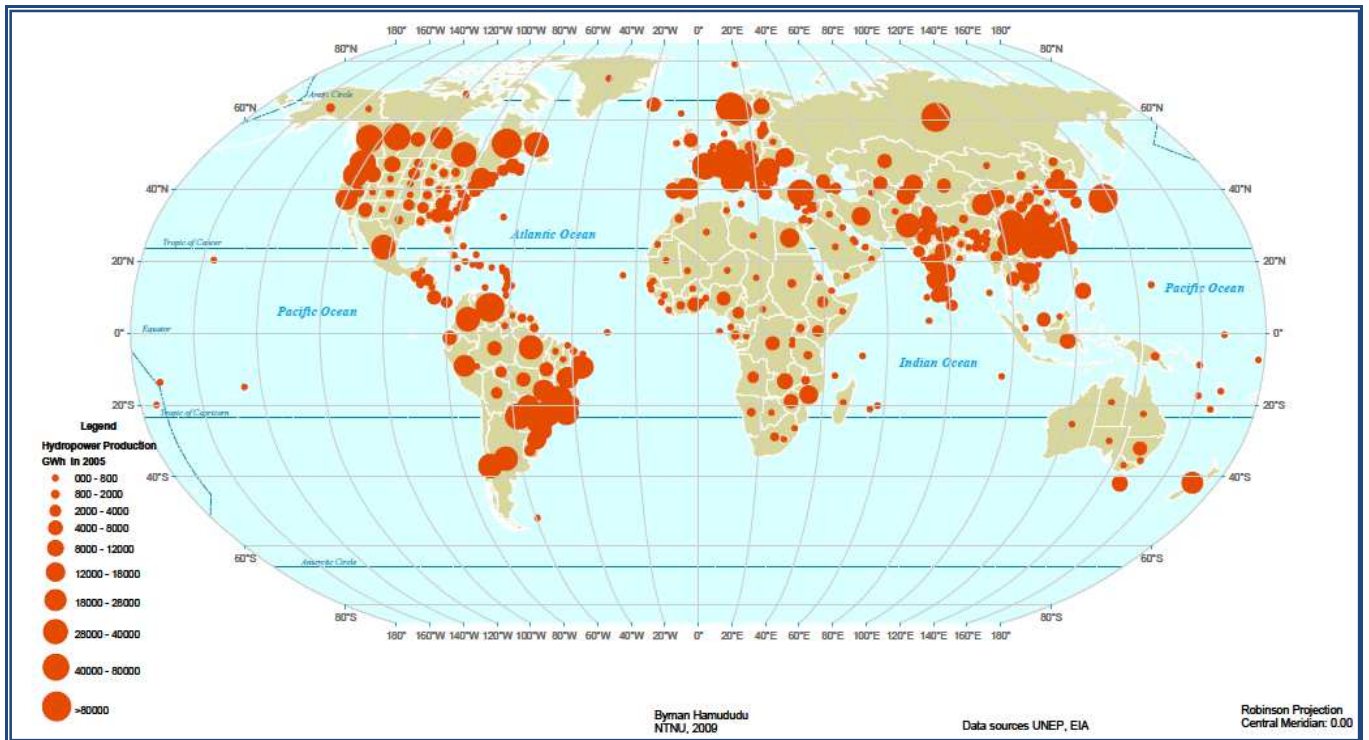 180° 160°W 140°W 120°W 100°W 80°W 60°W 40°W 20°W 0° 20°E 40°E 60°E 80°E 100°E 120°E 140°E 160°E 180°
80°N 80°N
Arctic Circle
60°N 60°N
40°N 40°N
Atlantic Ocean
Tropic of Cancer
20°N 20°N
Pacific Ocean Pacific Ocean
Equator 0° 0°
Indian Ocean
20°S 20°S
Tropic of Capricorn
Legend
Hydropower Production
GWh in 2005
40°S 40°S
000 - 800
800 - 2000
2000 - 4000
4000 - 8000
8000 - 12000
60°S 60°S
Antarctic Circle
12000 - 18000
18000 - 28000
80°S 80°S
28000 - 40000
180° 160°W 140°W 120°W 100°W 80°W 60°W 40°W 20°W 0° 20°E 40°E 60°E 80°E 100°E 120°E 140°E 160°E 180°
40000 - 80000
>80000
Byman Hamududu
NTNU, 2009
Data sources UNEP, EIA
Robinson Projection
Central Meridian: 0.00